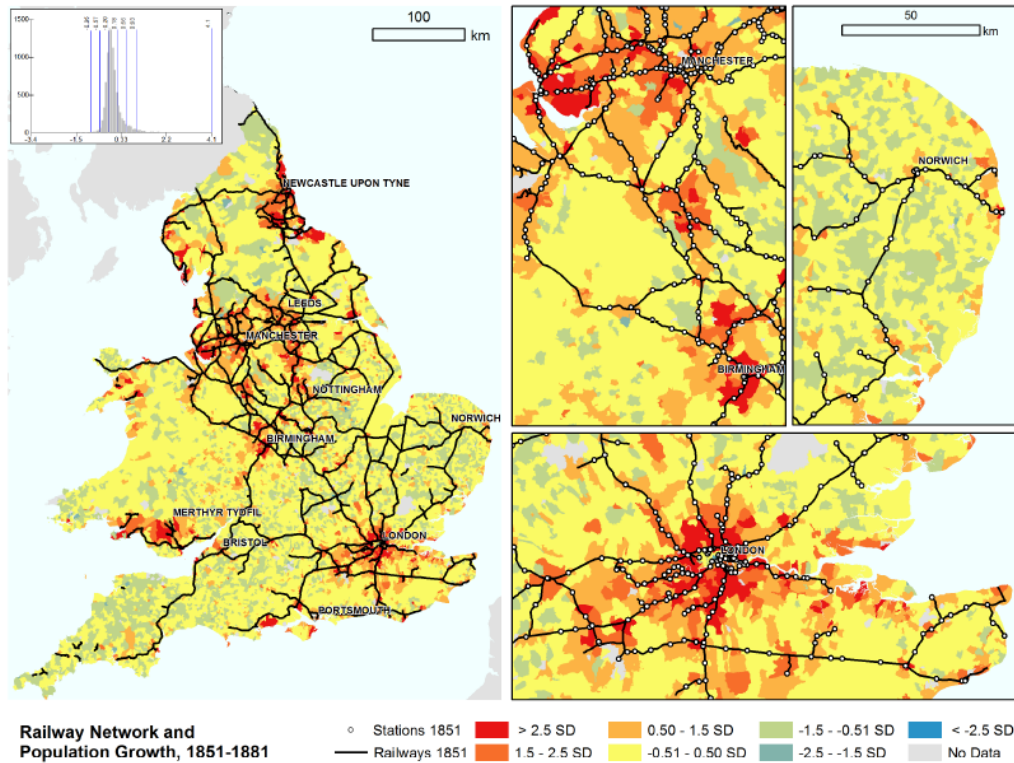 1500
1000
500
0
-3.4
-1.5
0.33
2.2
4.1
4.1
100
km
NEWCASTLE UPON TYNE
LEEDS
MANCHESTER
NOTTINGHAM
NORWICH
BIRMINGHAM
MERTHYR TYDFIL
LONDON
BRISTOL
PORTSMOUTH
MANCHESTER
BIRMINGHAM
50
km
NORWICH
LONDON
Railway Network and
Population Growth, 1851-1881
Stations 1851
Railways 1851
> 2.5 SD
1.5 - 2.5 SD
0.50 - 1.5 SD
-0.51 - 0.50 SD
-1.5 - -0.51 SD
-2.5 - -1.5 SD
< -2.5 SD
No Data